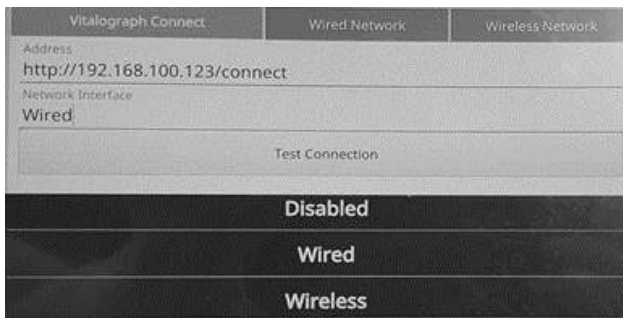 Vitalograph Connect Wired Network Wireless Network
Address
http://192.168.100.123/connect
Network Interface
Wired
Test Connection
Disabled
Wired
Wireless